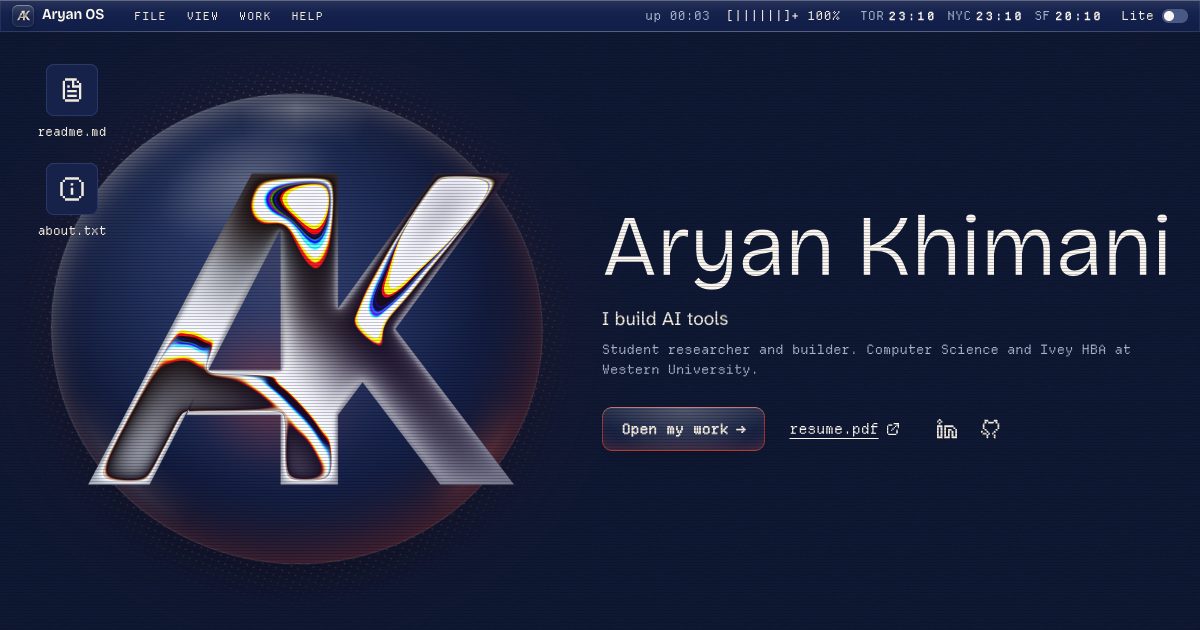 AK Aryan OS FILE VIEW WORK HELP up 00:03 [||||||]+ 100% TOR 23:10 NYC 23:10 SF 20:10 Lite
readme.md
about.txt
AK
Aryan Khimani
I build AI tools
Student researcher and builder. Computer Science and Ivey HBA at
Western University.
Open my work → resume.pdf